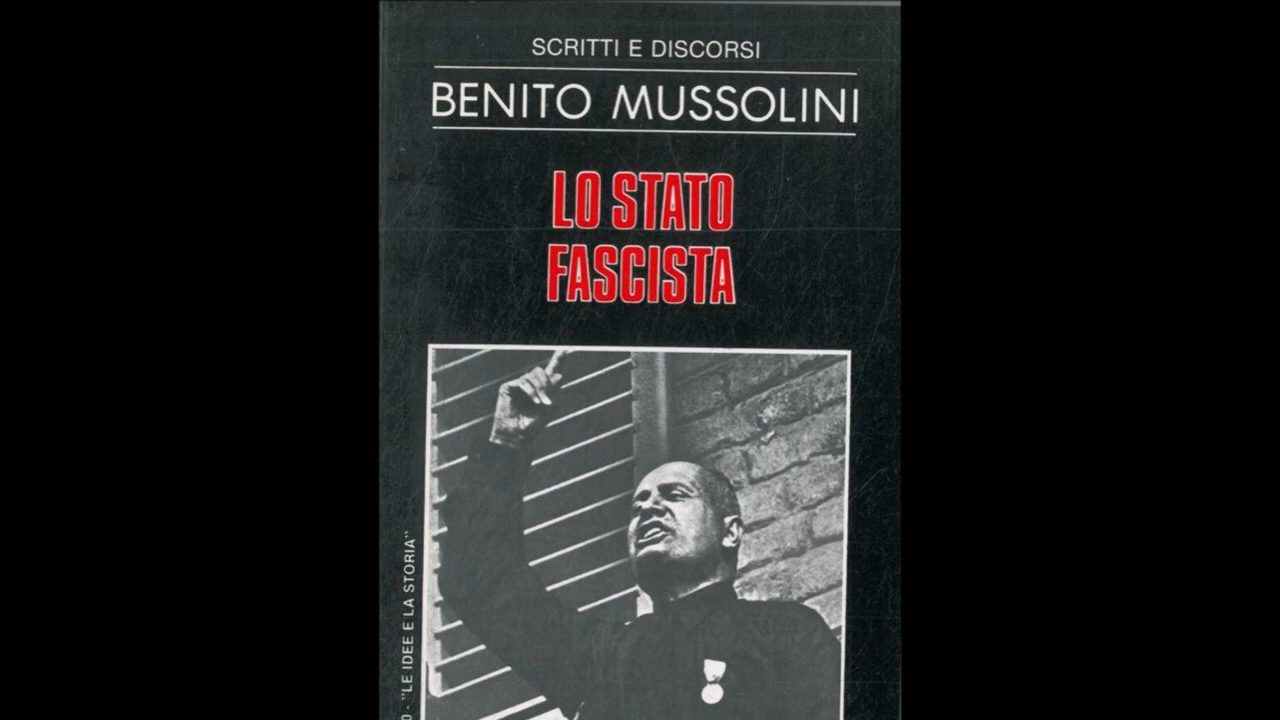 SCRITTI E DISCORSI
BENITO MUSSOLINI
LO STATO
FASCISTA
"LE IDEE E LA STORIA"